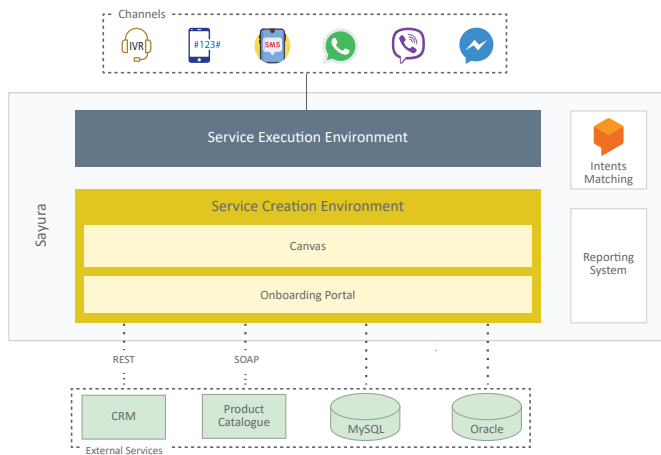 Channels
IVR
#123#
SMS
Service Execution Environment
Intents
Matching
Service Creation Environment
Canvas
Onboarding Portal
Sayura
Reporting
System
REST
SOAP
CRM
Product
Catalogue
MySQL
Oracle
External Services